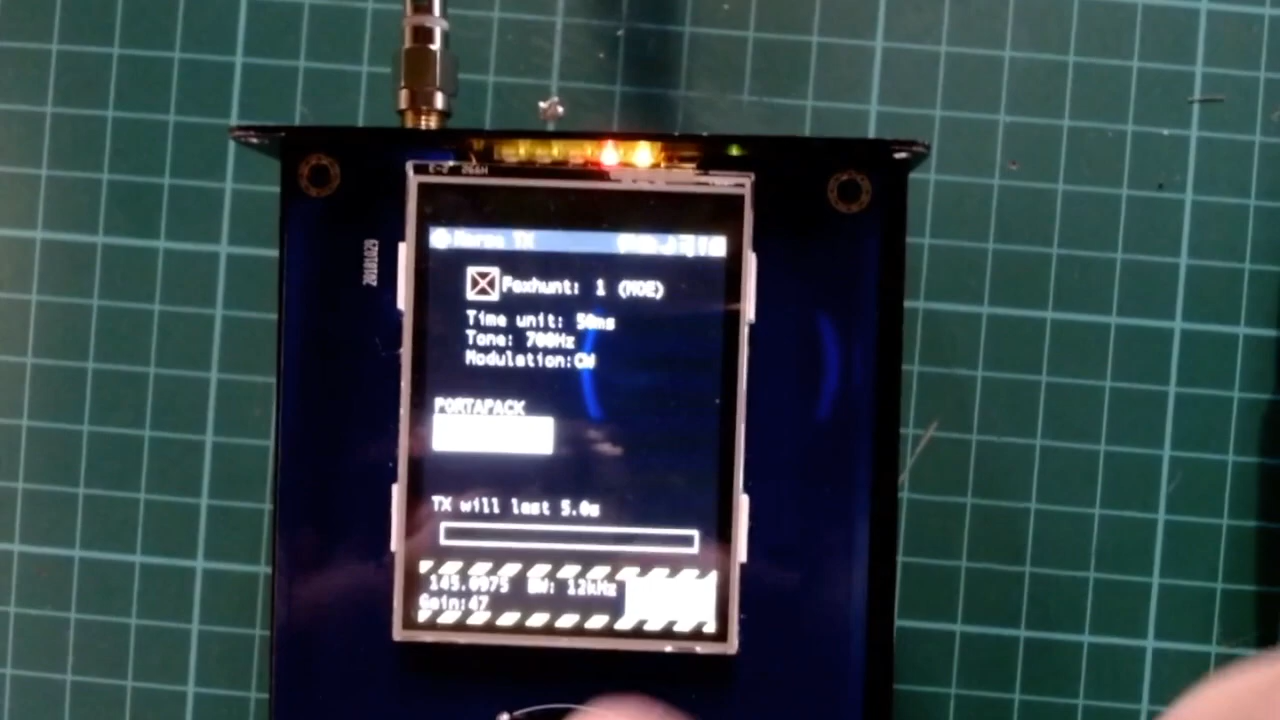 Morse TX
Foxhunt: 1 (MOE)
Time unit: 50ms
Tone: 700Hz
Modulation:CW
PORTAPACK
TX will last 5.0s
145.0975 BW: 12kHz
Gain:47